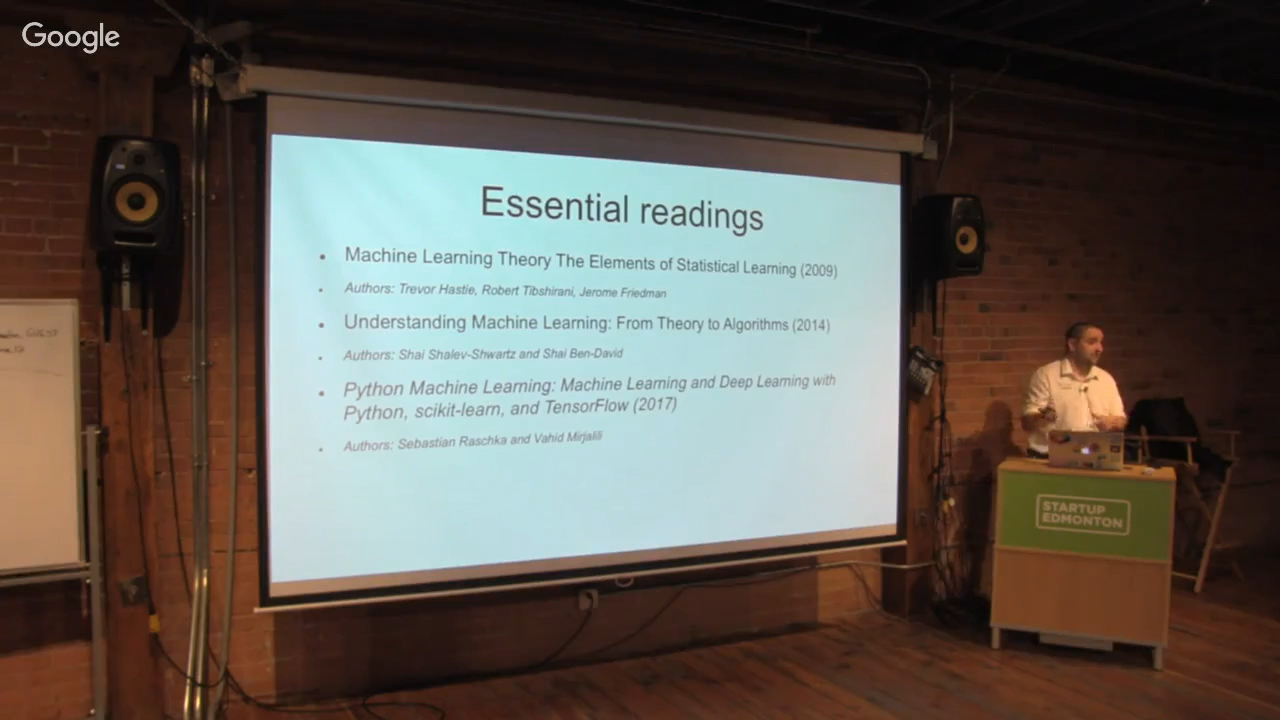 Google
Essential readings
Machine Learning Theory The Elements of Statistical Learning (2009)
Authors: Trevor Hastie, Robert Tibshirani, Jerome Friedman
Understanding Machine Learning: From Theory to Algorithms (2014)
Authors: Shai Shalev-Shwartz and Shai Ben-David
Python Machine Learning: Machine Learning and Deep Learning with
Python, scikit-learn, and TensorFlow (2017)
Authors: Sebastian Raschka and Vahid Mirjalili
STARTUP
EDMONTON